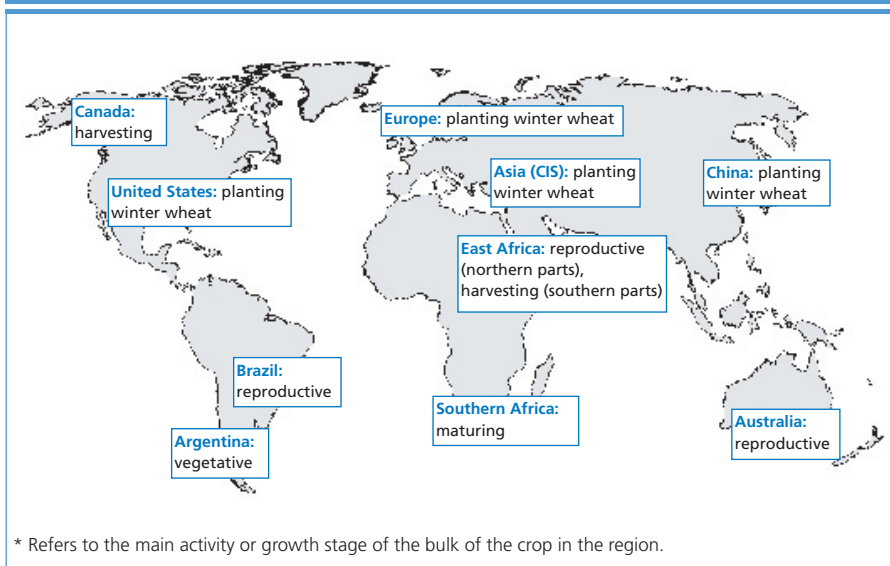 Canada:
harvesting
Europe: planting winter wheat
United States: planting
winter wheat
Asia (CIS): planting
winter wheat
China: planting
winter wheat
East Africa: reproductive
(northern parts),
harvesting (southern parts)
Brazil:
reproductive
Southern Africa:
maturing
Australia:
reproductive
Argentina:
vegetative
* Refers to the main activity or growth stage of the bulk of the crop in the region.